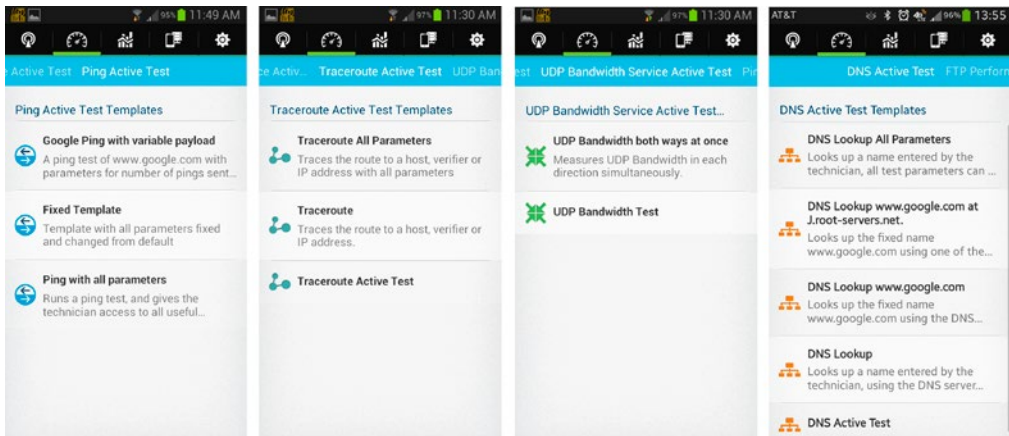 95% 11:49 AM
e Active Test Ping Active Test
Ping Active Test Templates
Google Ping with variable payload
A ping test of www.google.com with
parameters for number of pings sent...
Fixed Template
Template with all parameters fixed
and changed from default
Ping with all parameters
Runs a ping test, and gives the
technician access to all useful...
97% 11:30 AM
ce Activ... Traceroute Active Test UDP Ban
Traceroute Active Test Templates
Traceroute All Parameters
Traces the route to a host, verifier or
IP address with all parameters
Traceroute
Traces the route to a host, verifier or
IP address.
Traceroute Active Test
97% 11:30 AM
est UDP Bandwidth Service Active Test Pin
UDP Bandwidth Service Active Test...
UDP Bandwidth both ways at once
Measures UDP Bandwidth in each
direction simultaneously.
UDP Bandwidth Test
AT&T 96% 13:55
DNS Active Test FTP Perform
DNS Active Test Templates
DNS Lookup All Parameters
Looks up a name entered by the
technician, all test parameters can ...
DNS Lookup www.google.com at
J.root-servers.net.
Looks up the fixed name
www.google.com using one of the...
DNS Lookup www.google.com
Looks up the fixed name
www.google.com using the DNS...
DNS Lookup
Looks up a name entered by the
technician, using the DNS server...
DNS Active Test